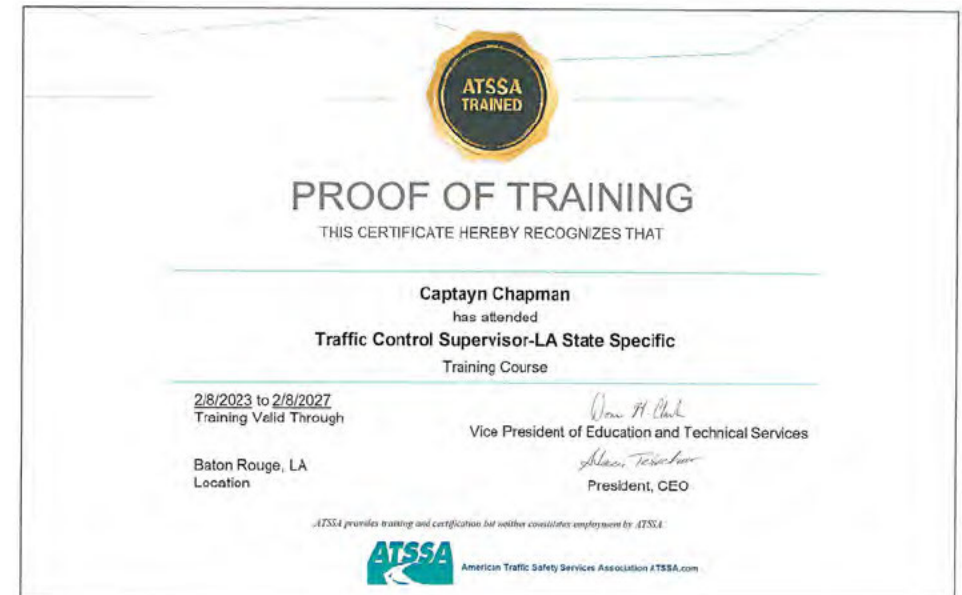 ATSSA
TRAINED
PROOF OF TRAINING
THIS CERTIFICATE HEREBY RECOGNIZES THAT
Captayn Chapman
has attended
Traffic Control Supervisor-LA State Specific
Training Course
2/8/2023 to 2/8/2027
Training Valid Through
Vice President of Education and Technical Services
Baton Rouge, LA
Location
President, CEO
ATSSA provides training and certification but neither constitutes employment by ATSSA
ATSSA
American Traffic Safety Services Association ATSSA.com